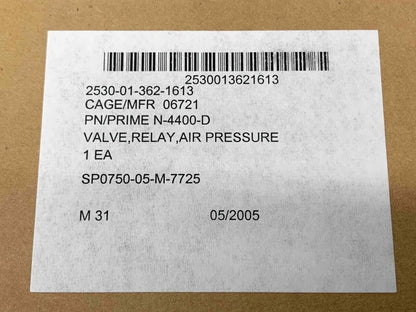 2530013621613
2530-01-362-1613
CAGE/MFR 06721
PN/PRIME N-4400-D
VALVE,RELAY,AIR PRESSURE
1 EA
SP0750-05-M-7725
M 31 05/2005